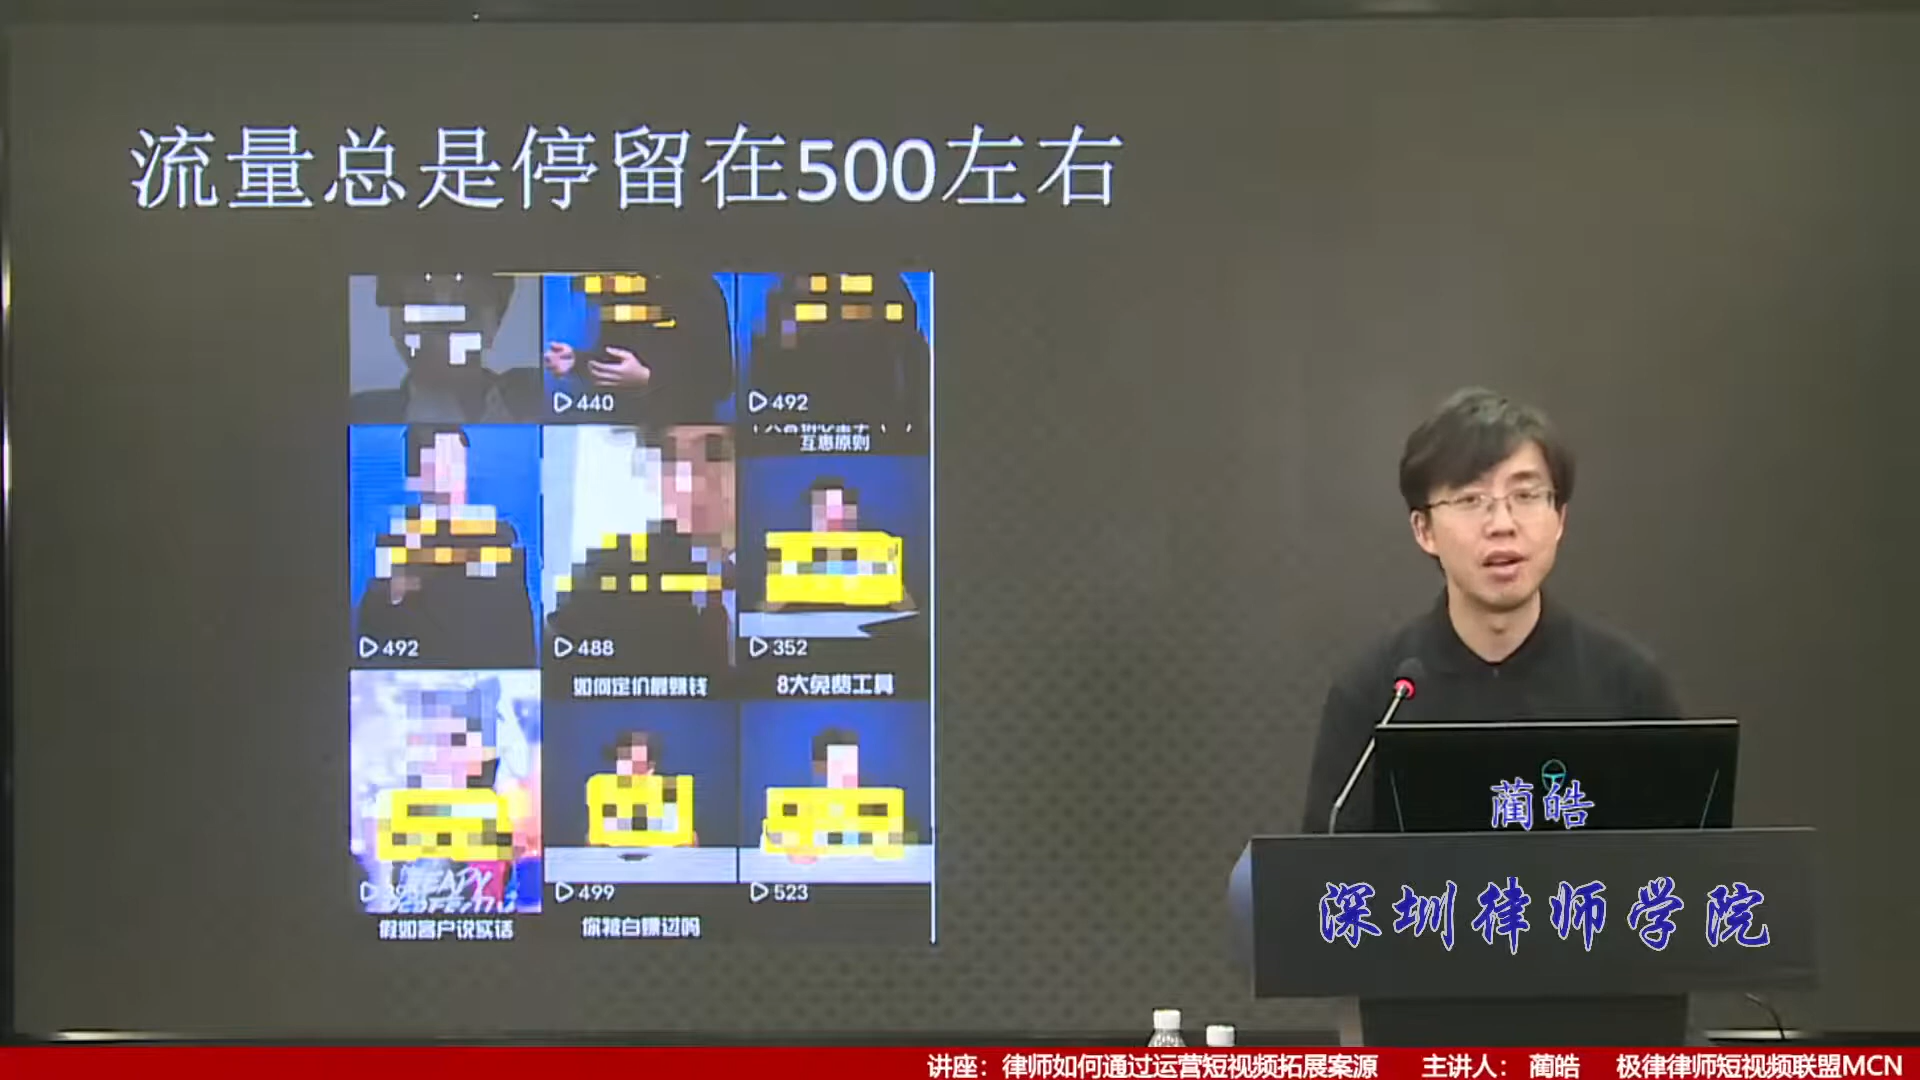 流量总是停留在500左右
440
492
互惠原则
492
488
352
如何定价最赚钱
8大免费工具
499
523
假如客户说实话
你被白嫖过吗
蔺皓
深圳律师学院
讲座：律师如何通过运营短视频拓展案源 主讲人： 蔺皓 极律律师短视频联盟MCN